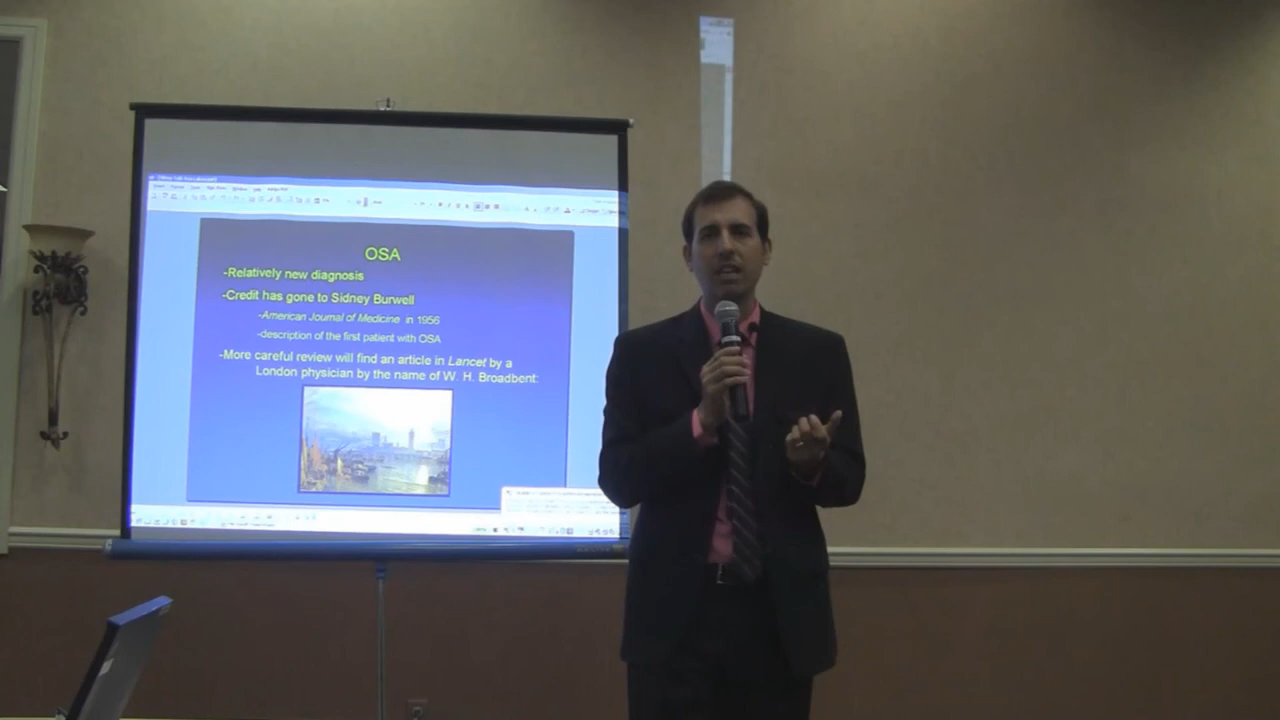 OSA
-Relatively new diagnosis
-Credit has gone to Sidney Burwell
-American Journal of Medicine in 1956
-description of the first patient with OSA
-More careful review will find an article in Lancet by a
London physician by the name of W. H. Broadbent: